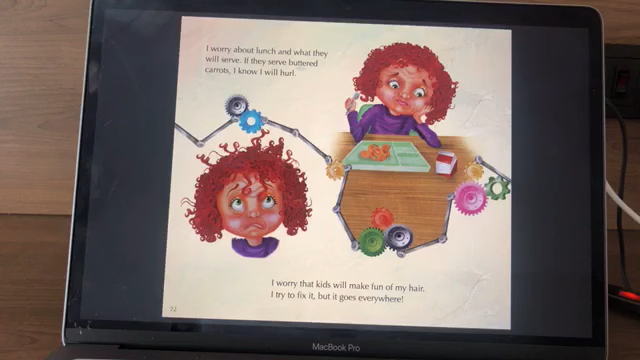 I worry about lunch and what they
will serve. If they serve buttered
carrots, I know I will hurl.
I worry that kids will make fun of my hair.
I try to fix it, but it goes everywhere!
MacBook Pro